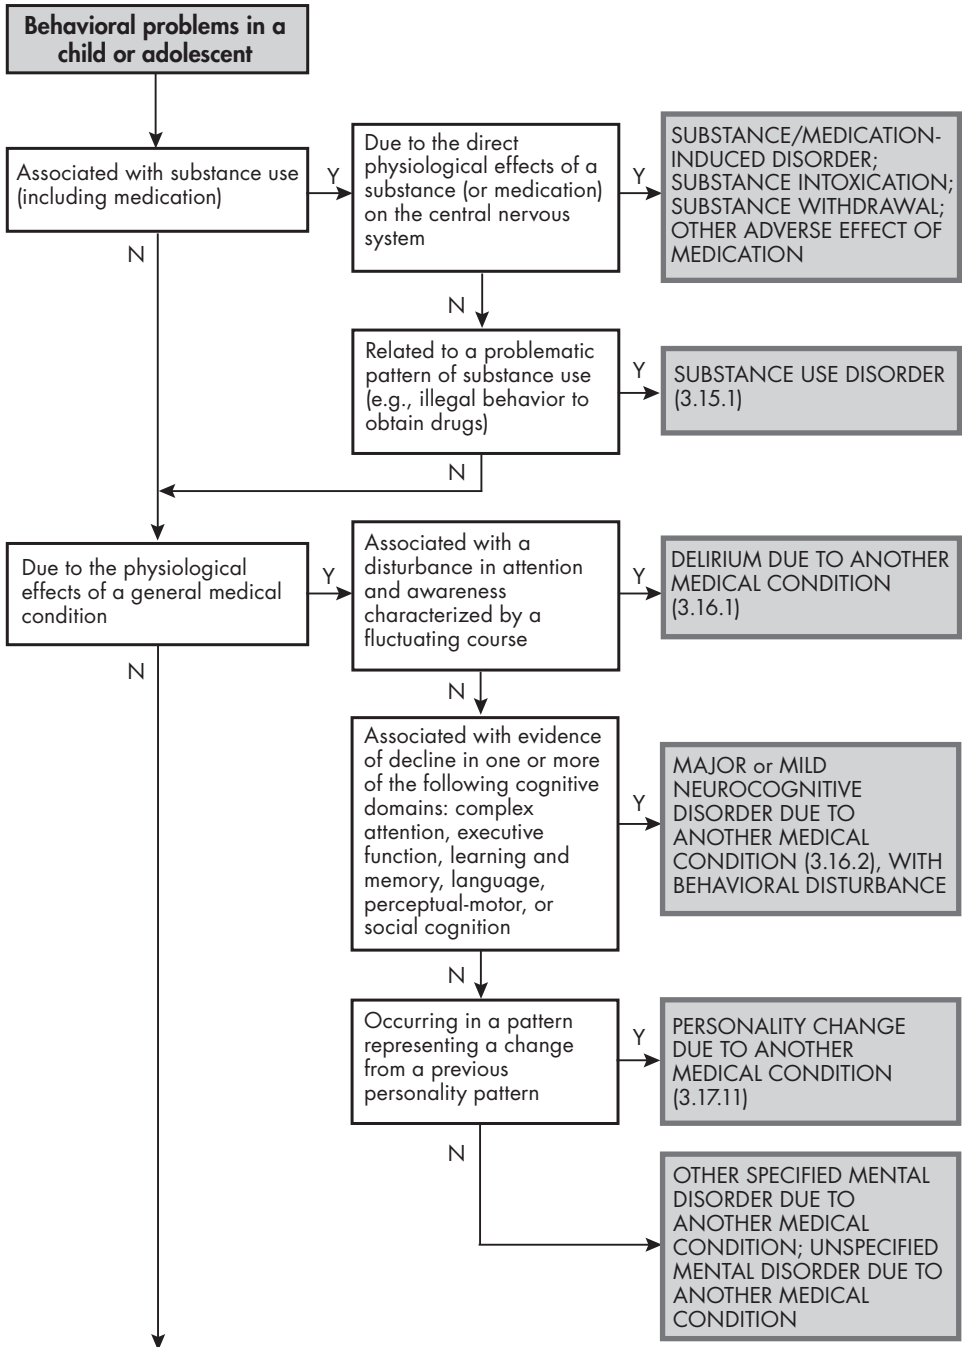 Behavioral problems in a
child or adolescent
Associated with substance use
(including medication)
Y
Due to the direct
physiological effects of a
substance (or medication)
on the central nervous
system
Y
SUBSTANCE/MEDICATION-
INDUCED DISORDER;
SUBSTANCE INTOXICATION;
SUBSTANCE WITHDRAWAL;
OTHER ADVERSE EFFECT OF
MEDICATION
N
N
Related to a problematic
pattern of substance use
(e.g., illegal behavior to
obtain drugs)
Y
SUBSTANCE USE DISORDER
(3.15.1)
N
Due to the physiological
effects of a general medical
condition
Y
Associated with a
disturbance in attention
and awareness
characterized by a
fluctuating course
Y
DELIRIUM DUE TO ANOTHER
MEDICAL CONDITION
(3.16.1)
N
N
Associated with evidence
of decline in one or more
of the following cognitive
domains: complex
attention, executive
function, learning and
memory, language,
perceptual-motor, or
social cognition
Y
MAJOR or MILD
NEUROCOGNITIVE
DISORDER DUE TO
ANOTHER MEDICAL
CONDITION (3.16.2), WITH
BEHAVIORAL DISTURBANCE
N
Occurring in a pattern
representing a change
from a previous
personality pattern
Y
PERSONALITY CHANGE
DUE TO ANOTHER
MEDICAL CONDITION
(3.17.11)
N
OTHER SPECIFIED MENTAL
DISORDER DUE TO
ANOTHER MEDICAL
CONDITION; UNSPECIFIED
MENTAL DISORDER DUE TO
ANOTHER MEDICAL
CONDITION